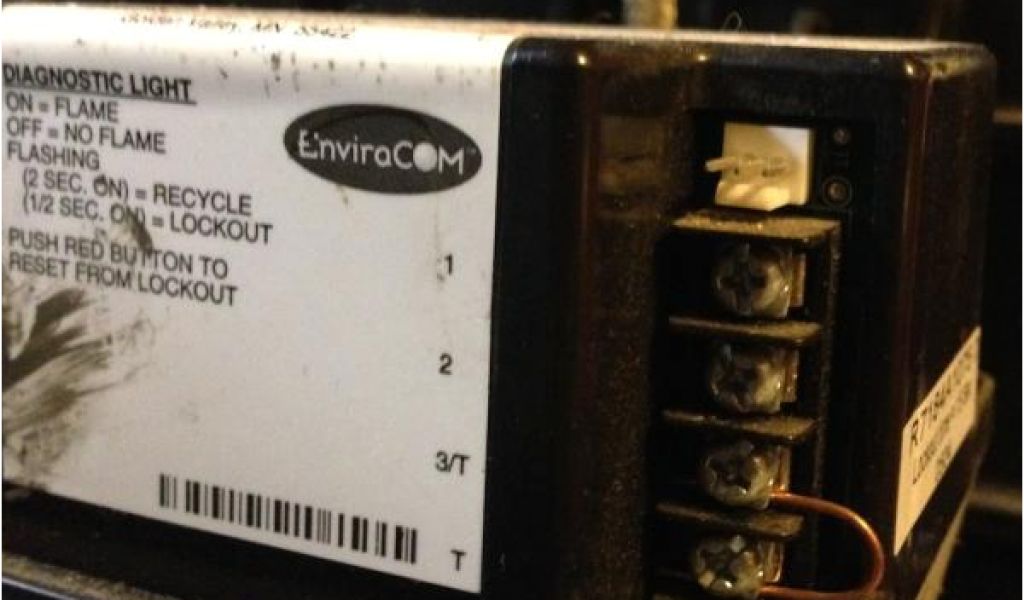 DIAGNOSTIC LIGHT
ON = FLAME
OFF = NO FLAME
FLASHING
(2 SEC. ON) = RECYCLE
(1/2 SEC. ON) = LOCKOUT
PUSH RED BUTTON TO
RESET FROM LOCKOUT
EnviraCOM
1
2
3/T
T